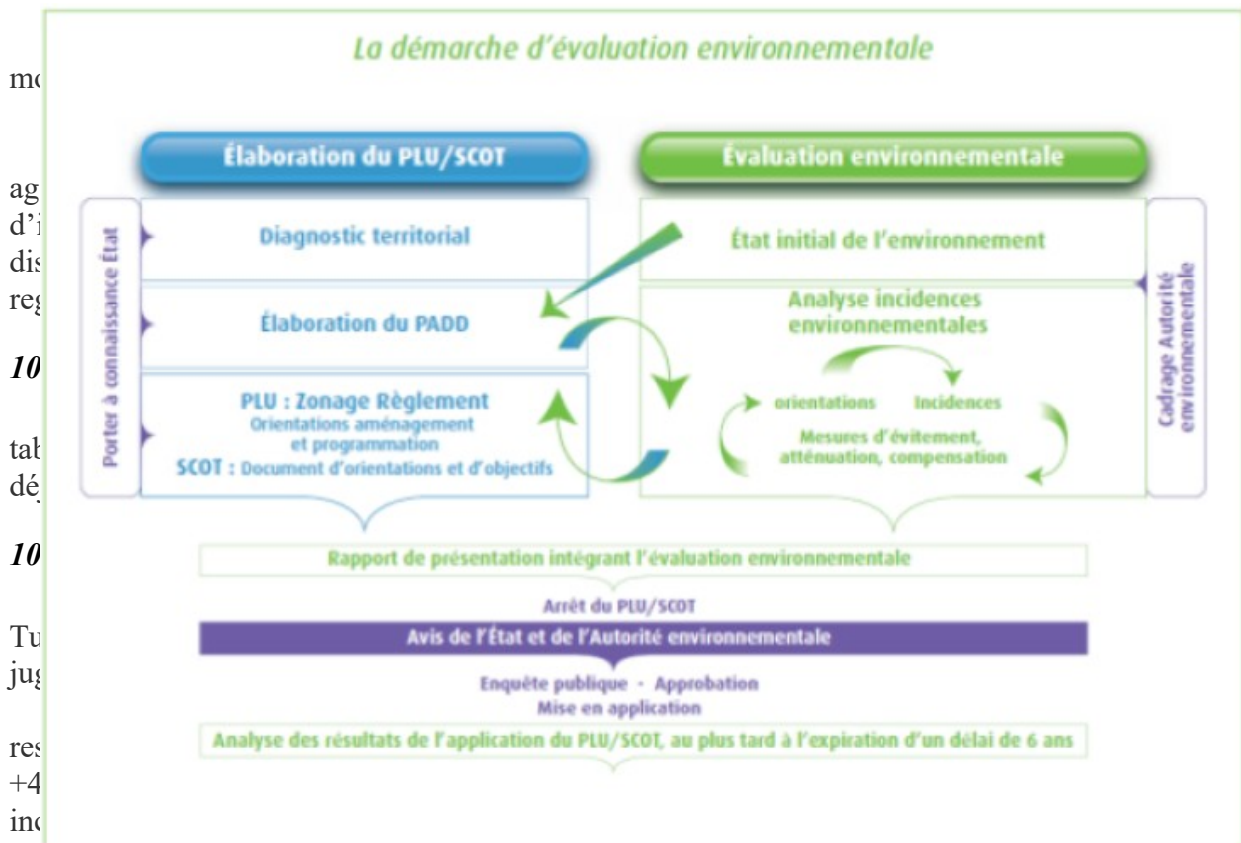 La démarche d'évaluation environnementale
Élaboration du PLU/SCOT
Évaluation environnementale
Porter à connaissance État
Diagnostic territorial
Élaboration du PADD
PLU : Zonage Règlement
Orientations aménagement
et programmation
SCOT : Document d'orientations et d'objectifs
État initial de l'environnement
Analyse incidences
environnementales
orientations
Incidences
Mesures d'évitement,
atténuation, compensation
Cadrage Autorité
environnementale
Rapport de présentation intégrant l'évaluation environnementale
Arrêt du PLU/SCOT
Avis de l'État et de l'Autorité environnementale
Enquête publique - Approbation
Mise en application
Analyse des résultats de l'application du PLU/SCOT, au plus tard à l'expiration d'un délai de 6 ans
10
10